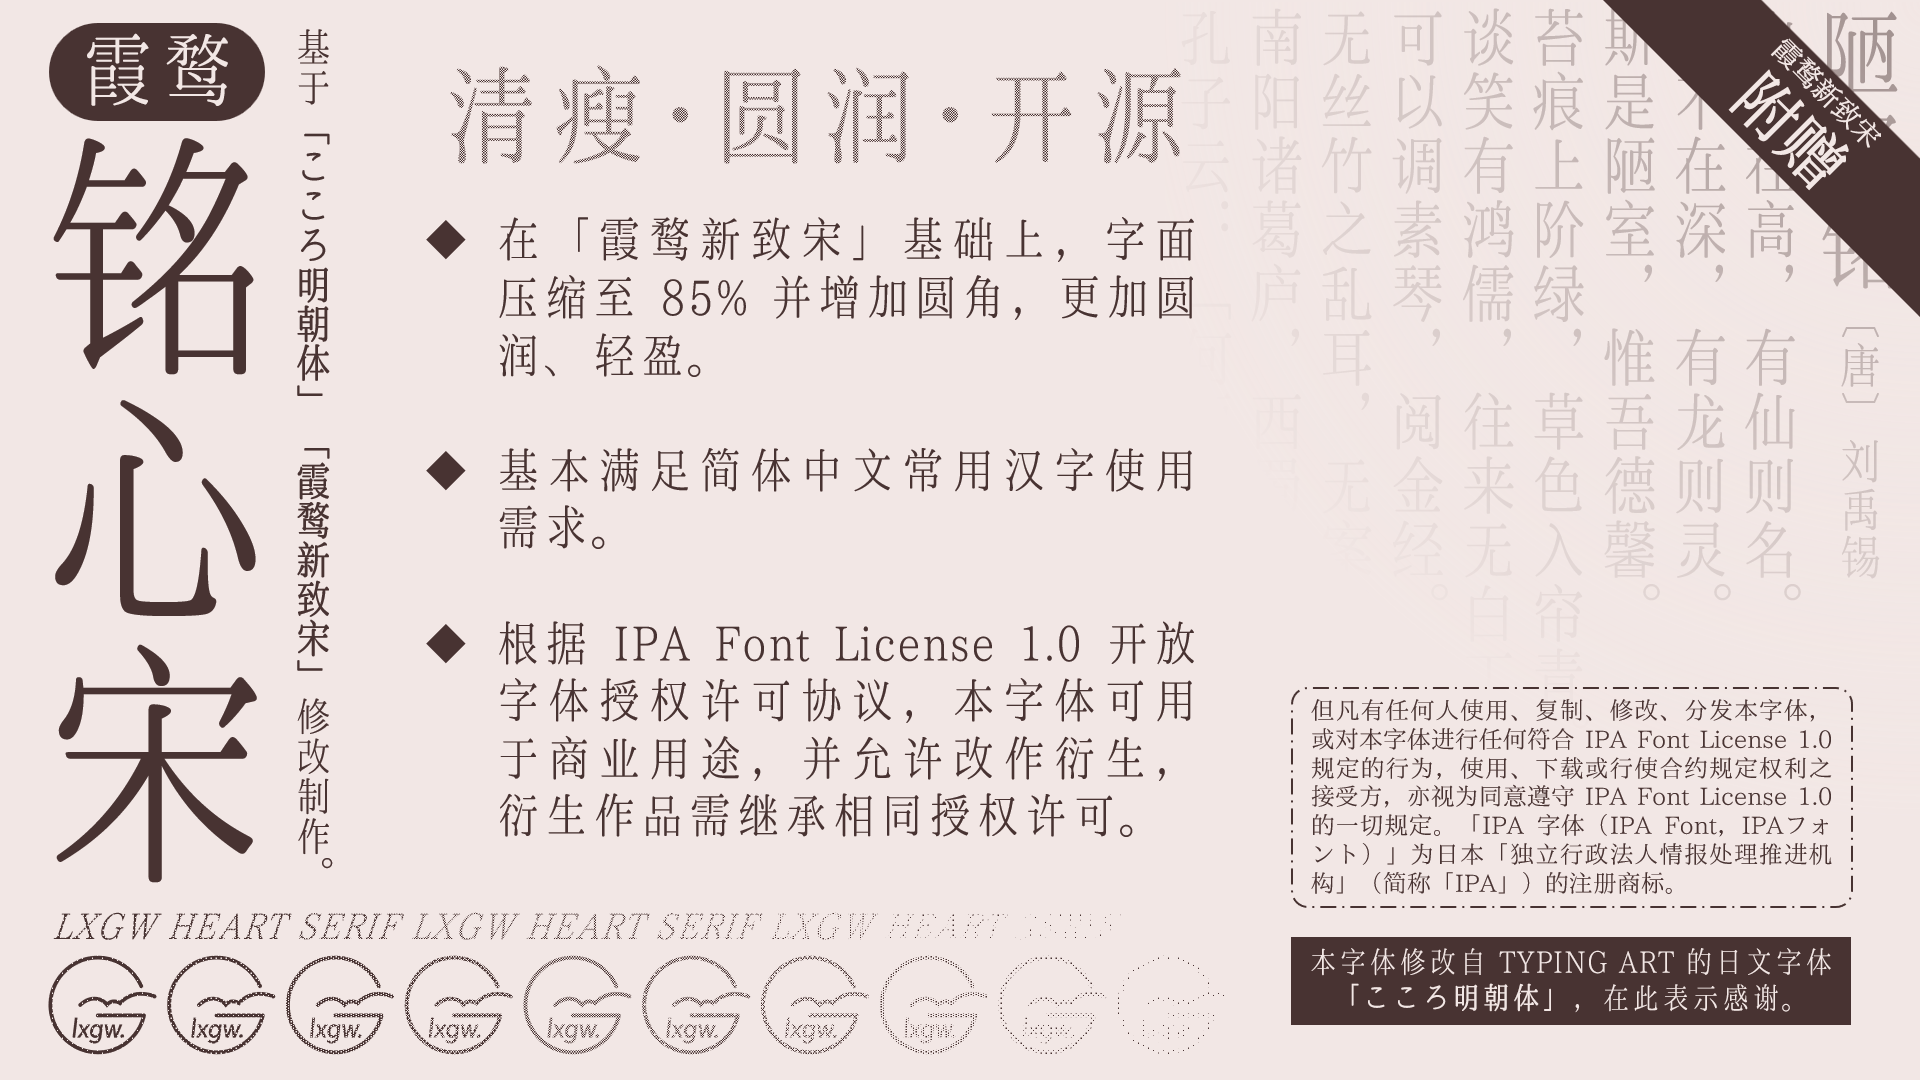 霞鹜
铭心宋
基于「こころ明朝体」「霞鹜新致宋」修改制作。
清瘦·圆润·开源
◆ 在「霞鹜新致宋」基础上，字面
压缩至 85% 并增加圆角，更加圆
润、轻盈。
◆ 基本满足简体中文常用汉字使用
需求。
◆ 根据 IPA Font License 1.0 开放
字体授权许可协议，本字体可用
于商业用途，并允许改作衍生，
衍生作品需继承相同授权许可。
LXGW HEART SERIF LXGW HEART SERIF LXGW HEART SERIF
lxgw. lxgw. lxgw. lxgw. lxgw. lxgw. lxgw. lxgw. lxgw. lxgw.
霞鹜新致宋
附赠
陋
铭
〔唐〕刘禹锡
在高，有仙则名。
不在深，有龙则灵。
斯是陋室，惟吾德馨。
苔痕上阶绿，草色入帘青
谈笑有鸿儒，往来无白丁
可以调素琴，阅金经。
无丝竹之乱耳，无案
南阳诸葛庐，西蜀
孔子云：「何
但凡有任何人使用、复制、修改、分发本字体，
或对本字体进行任何符合 IPA Font License 1.0
规定的行为，使用、下载或行使合约规定权利之
接受方，亦视为同意遵守 IPA Font License 1.0
的一切规定。「IPA 字体（IPA Font，IPAフォ
ント）」为日本「独立行政法人情报处理推进机
构」（简称「IPA」）的注册商标。
本字体修改自 TYPING ART 的日文字体
「こころ明朝体」，在此表示感谢。